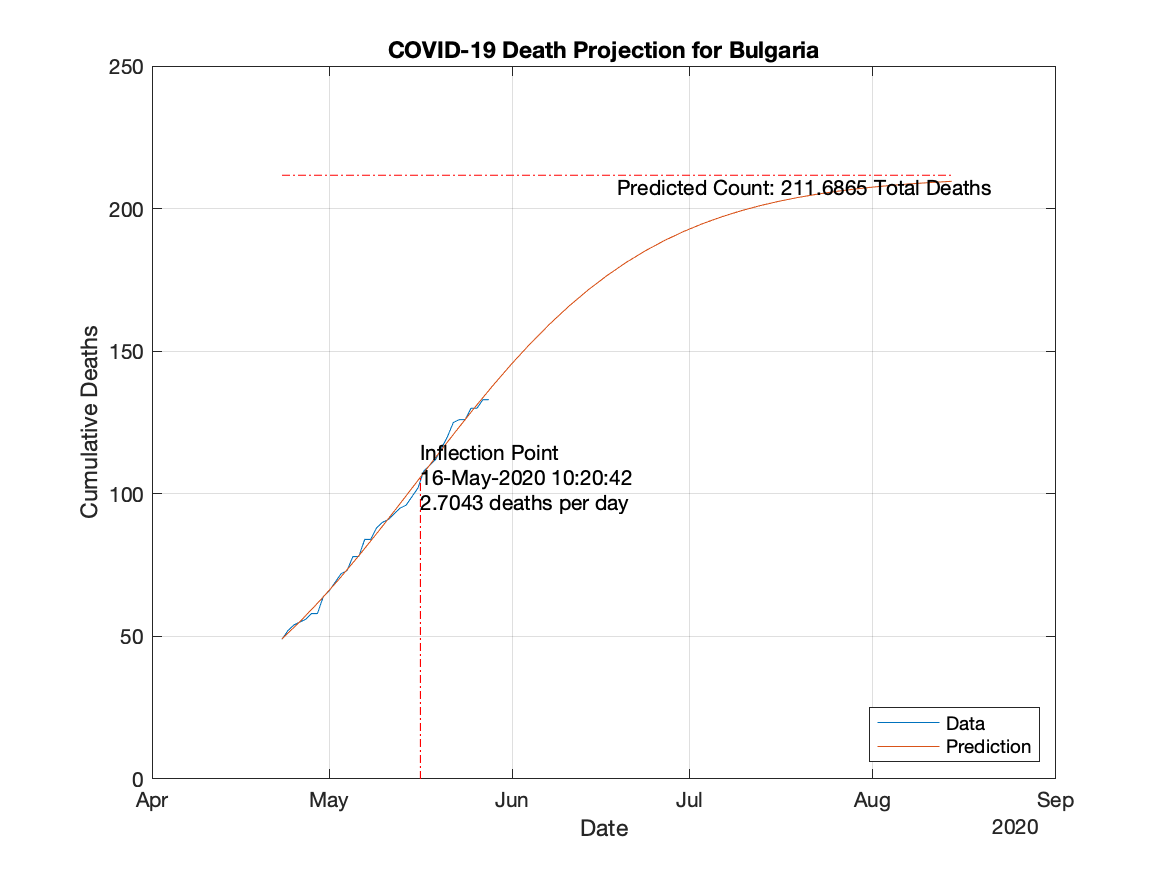 COVID-19 Death Projection for Bulgaria
250
200
150
100
50
0
Cumulative Deaths
Predicted Count: 211.6865 Total Deaths
Inflection Point
16-May-2020 10:20:42
2.7043 deaths per day
Data
Prediction
Apr May Jun Jul Aug Sep
Date
2020